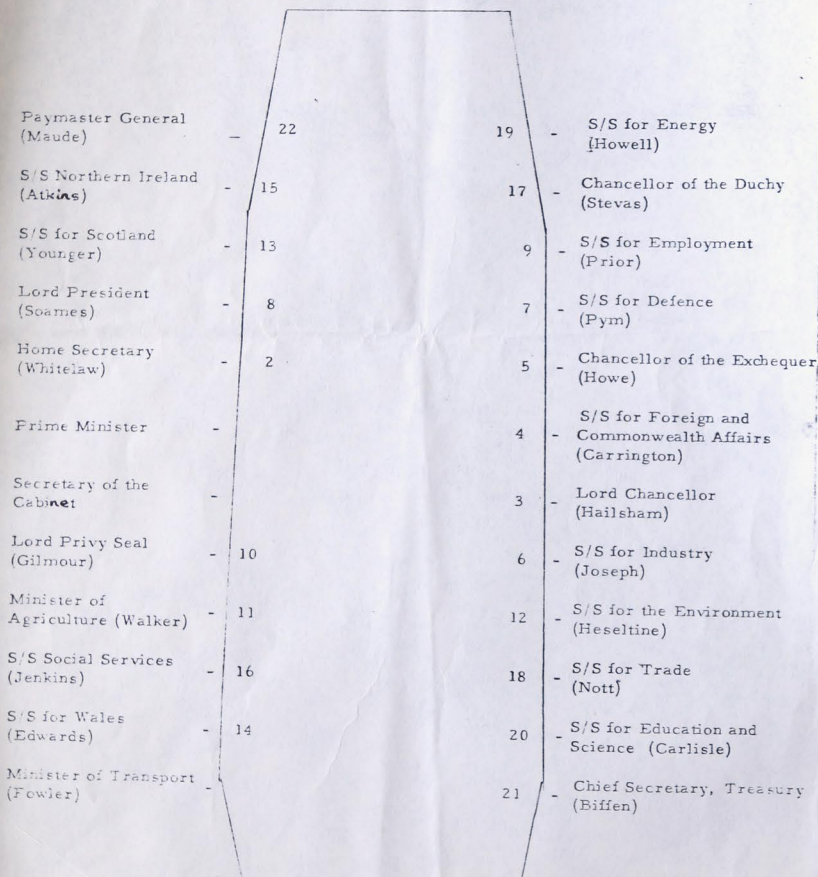 Paymaster General
(Maude) - 22
S/S Northern Ireland
(Atkins) - 15
S/S for Scotland
(Younger) - 13
Lord President
(Soames) - 8
Home Secretary
(Whitelaw) - 2
Prime Minister -
Secretary of the
Cabinet -
Lord Privy Seal
(Gilmour) - 10
Minister of
Agriculture (Walker) - 11
S/S Social Services
(Jenkins) - 16
S/S for Wales
(Edwards) - 14
Minister of Transport
(Fowler) -
19 - S/S for Energy
(Howell)
17 - Chancellor of the Duchy
(Stevas)
9 - S/S for Employment
(Prior)
7 - S/S for Defence
(Pym)
5 - Chancellor of the Exchequer
(Howe)
4 - S/S for Foreign and
Commonwealth Affairs
(Carrington)
3 - Lord Chancellor
(Hailsham)
6 - S/S for Industry
(Joseph)
12 - S/S for the Environment
(Heseltine)
18 - S/S for Trade
(Nott)
20 - S/S for Education and
Science (Carlisle)
21 - Chief Secretary, Treasury
(Biffen)